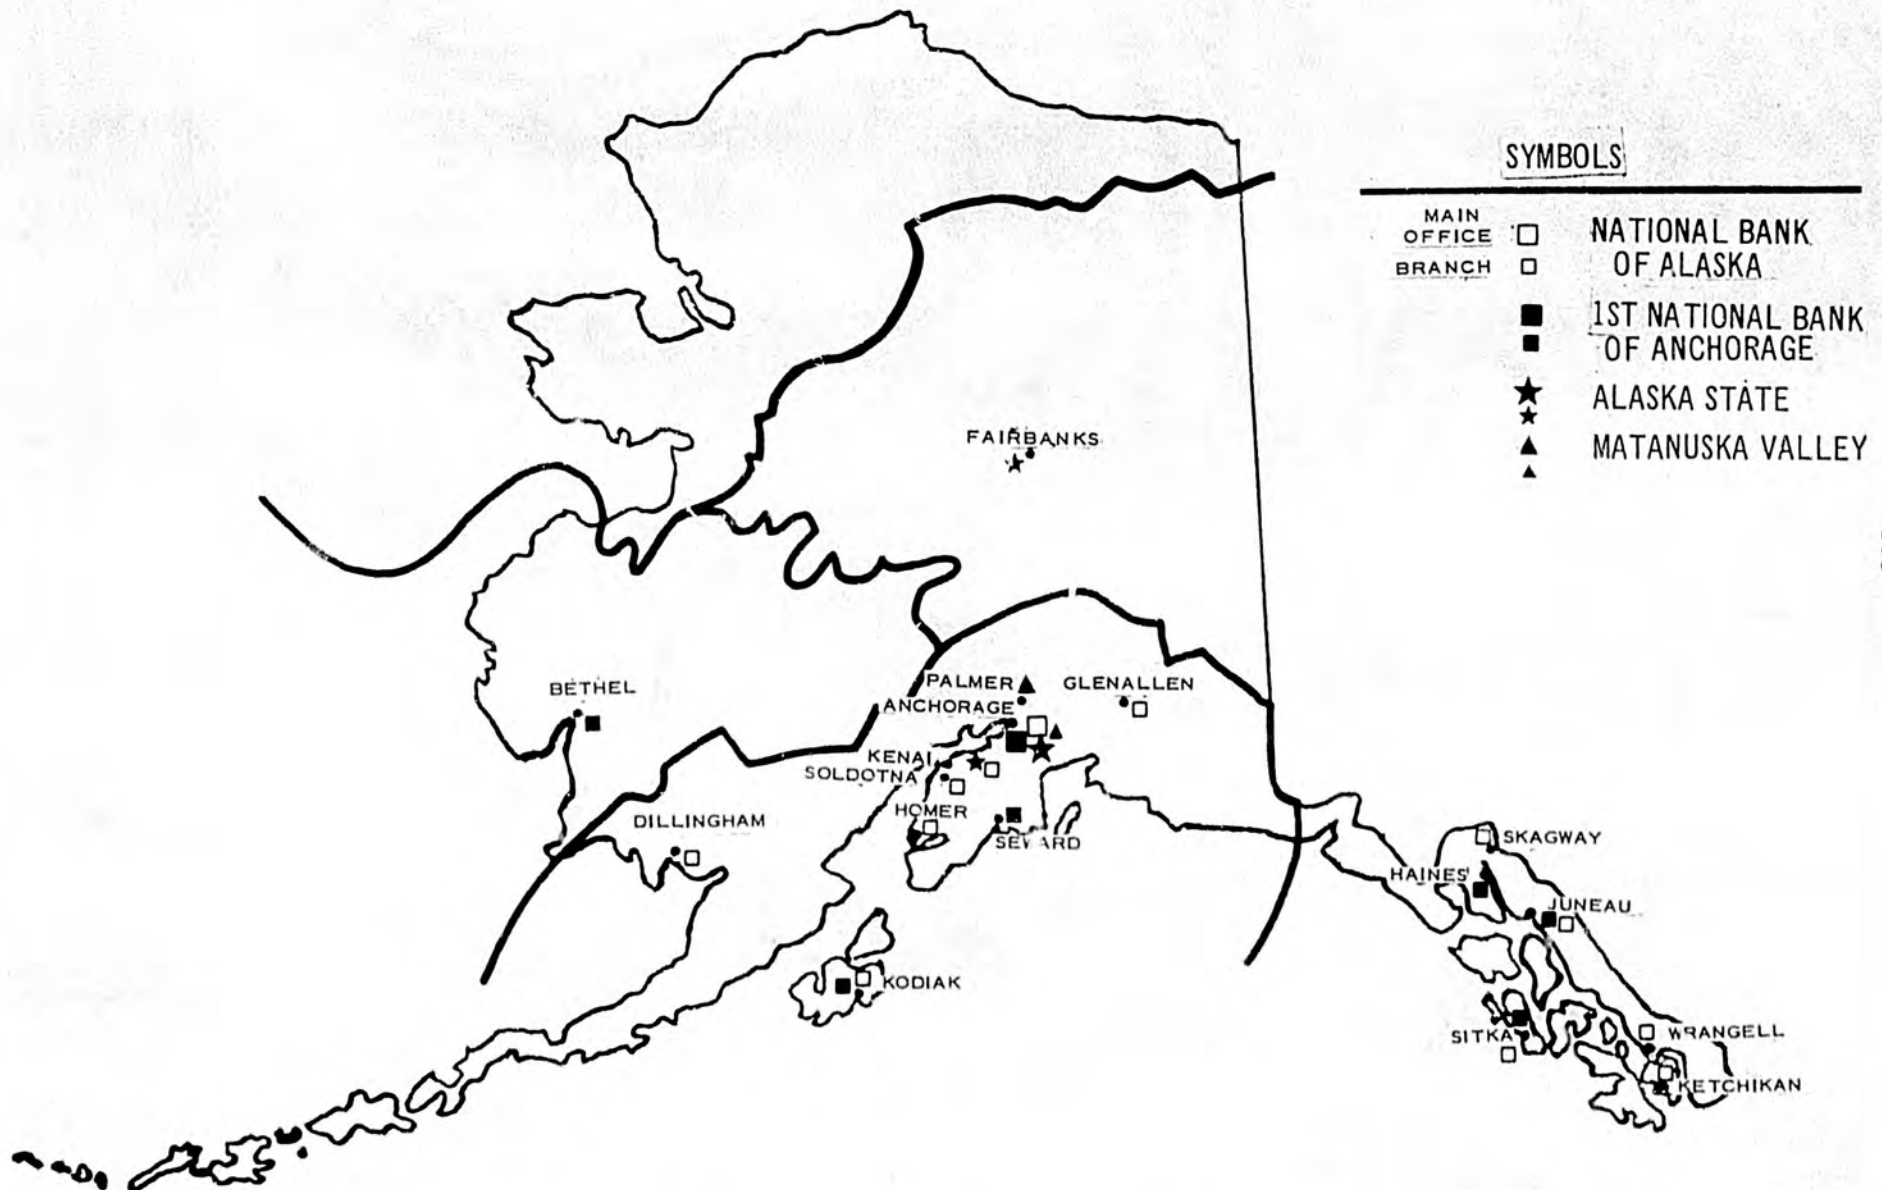 SYMBOLS
MAIN
OFFICE
BRANCH
NATIONAL BANK
OF ALASKA
1ST NATIONAL BANK
OF ANCHORAGE
ALASKA STATE
MATANUSKA VALLEY
FAIRBANKS
BETHEL
PALMER
GLENALLEN
ANCHORAGE
KENAI
SOLDOTNA
HOMER
SEWARD
DILLINGHAM
KODIAK
SKAGWAY
HAINES
JUNEAU
SITKA
WRANGELL
KETCHIKAN